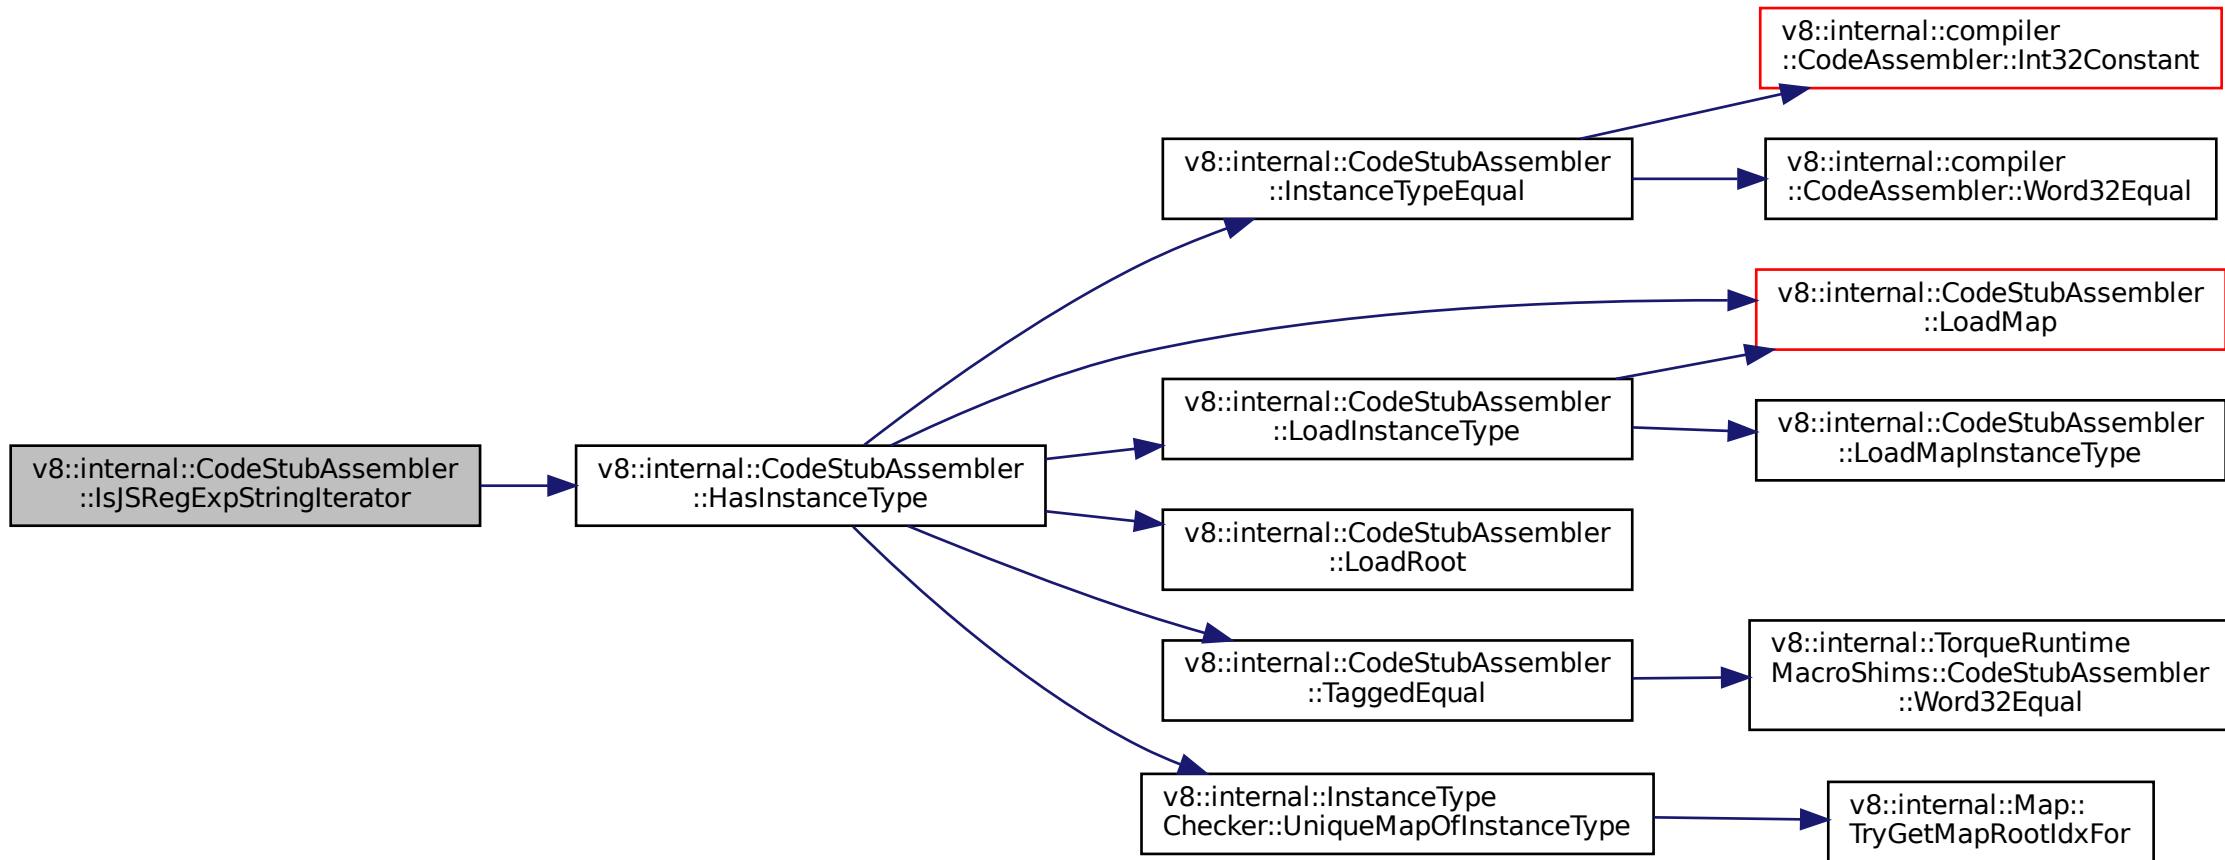 v8::internal::compiler
::CodeAssembler::Int32Constant
v8::internal::CodeStubAssembler
::InstanceTypeEqual
v8::internal::compiler
::CodeAssembler::Word32Equal
v8::internal::CodeStubAssembler
::LoadMap
v8::internal::CodeStubAssembler
::LoadInstanceType
v8::internal::CodeStubAssembler
::LoadMapInstanceType
v8::internal::CodeStubAssembler
::IsJSRegExpStringIterator
v8::internal::CodeStubAssembler
::HasInstanceType
v8::internal::CodeStubAssembler
::LoadRoot
v8::internal::CodeStubAssembler
::TaggedEqual
v8::internal::TorqueRuntime
MacroShims::CodeStubAssembler
::Word32Equal
v8::internal::InstanceType
Checker::UniqueMapOfInstanceType
v8::internal::Map::
TryGetMapRootIdxFor